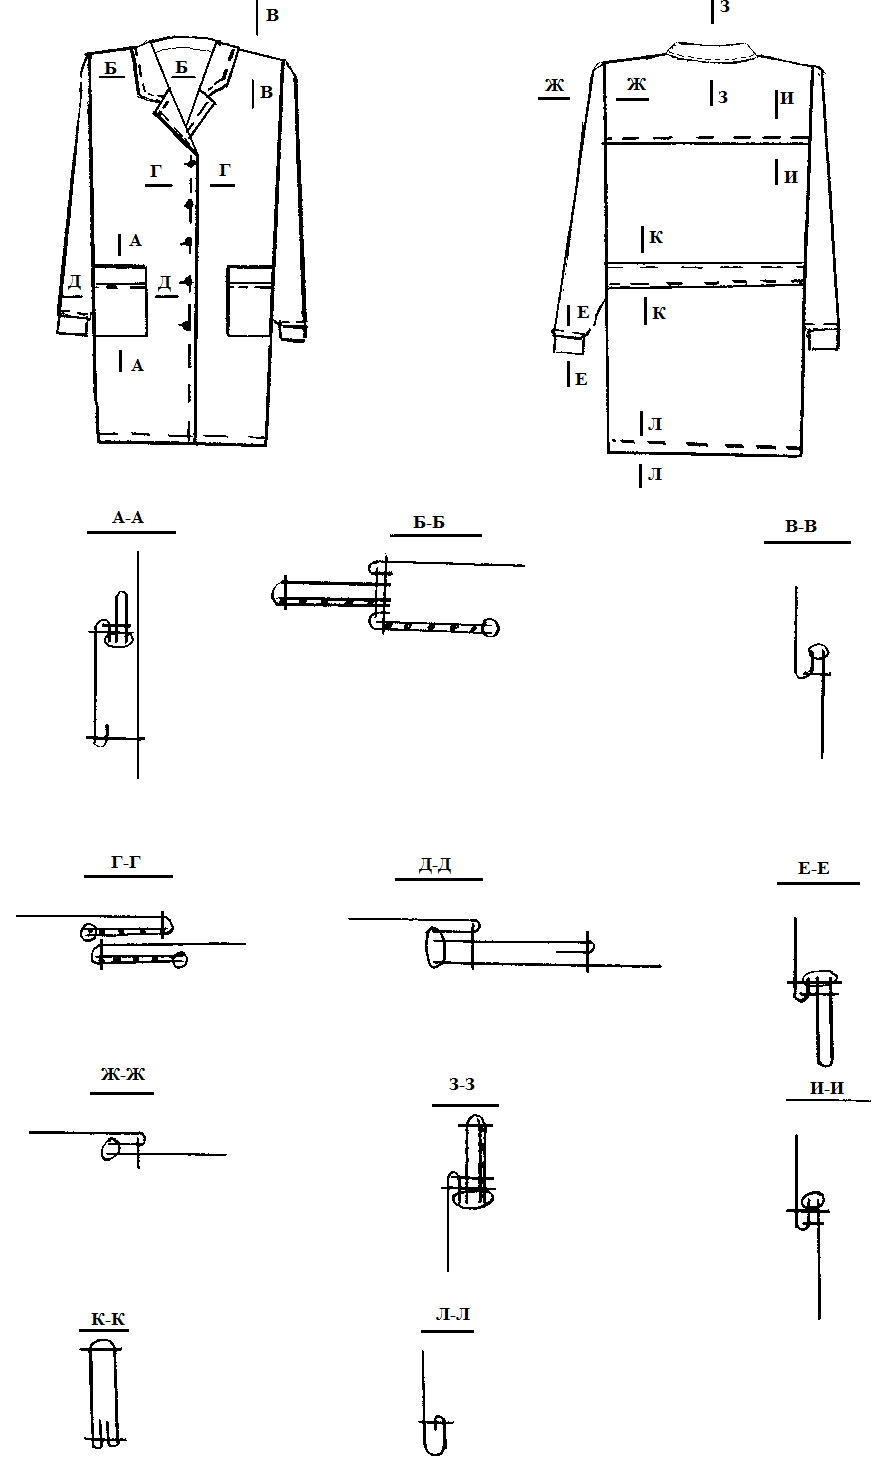 В
З
Б Б
В
Ж Ж
З И
Г Г
И
А
К
Д Д
Е
К
А
Е
Л
Л
А-А
Б-Б
В-В
Г-Г
Д-Д
Е-Е
Ж-Ж
З-З
И-И
К-К
Л-Л